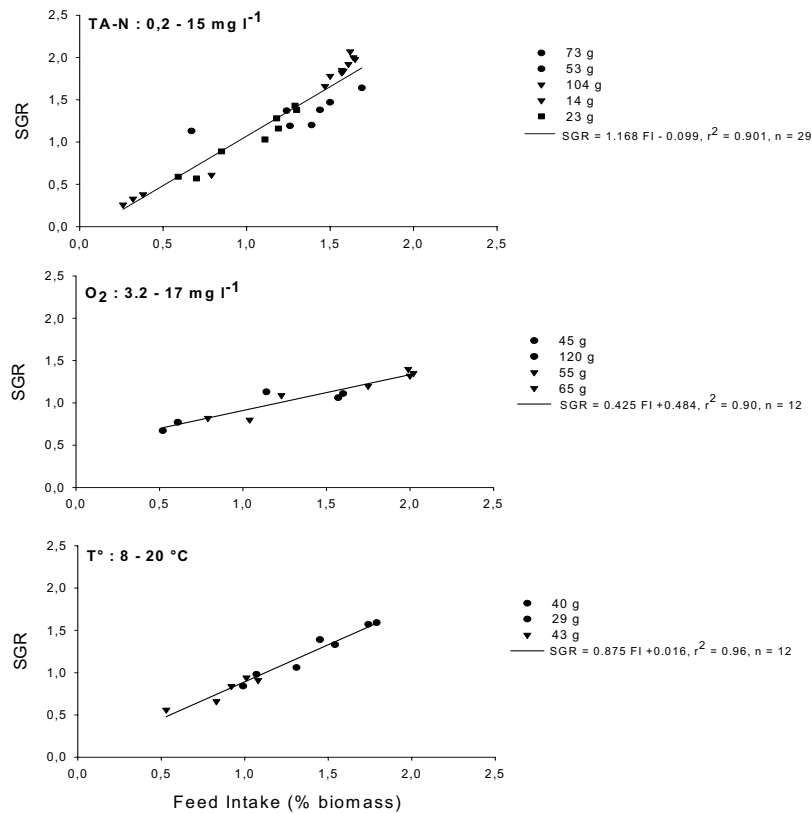 TA-N : 0,2 - 15 mg l-1
2,5
2,0
1,5
1,0
0,5
0,0
SGR
0,0 0,5 1,0 1,5 2,0 2,5
73 g
53 g
104 g
14 g
23 g
SGR = 1.168 FI - 0.099, r2 = 0.901, n = 29
O2 : 3.2 - 17 mg l-1
2,5
2,0
1,5
1,0
0,5
0,0
SGR
0,0 0,5 1,0 1,5 2,0 2,5
45 g
120 g
55 g
65 g
SGR = 0.425 FI +0.484, r2 = 0.90, n = 12
T° : 8 - 20 °C
2,5
2,0
1,5
1,0
0,5
0,0
SGR
0,0 0,5 1,0 1,5 2,0 2,5
Feed Intake (% biomass)
40 g
29 g
43 g
SGR = 0.875 FI +0.016, r2 = 0.96, n = 12